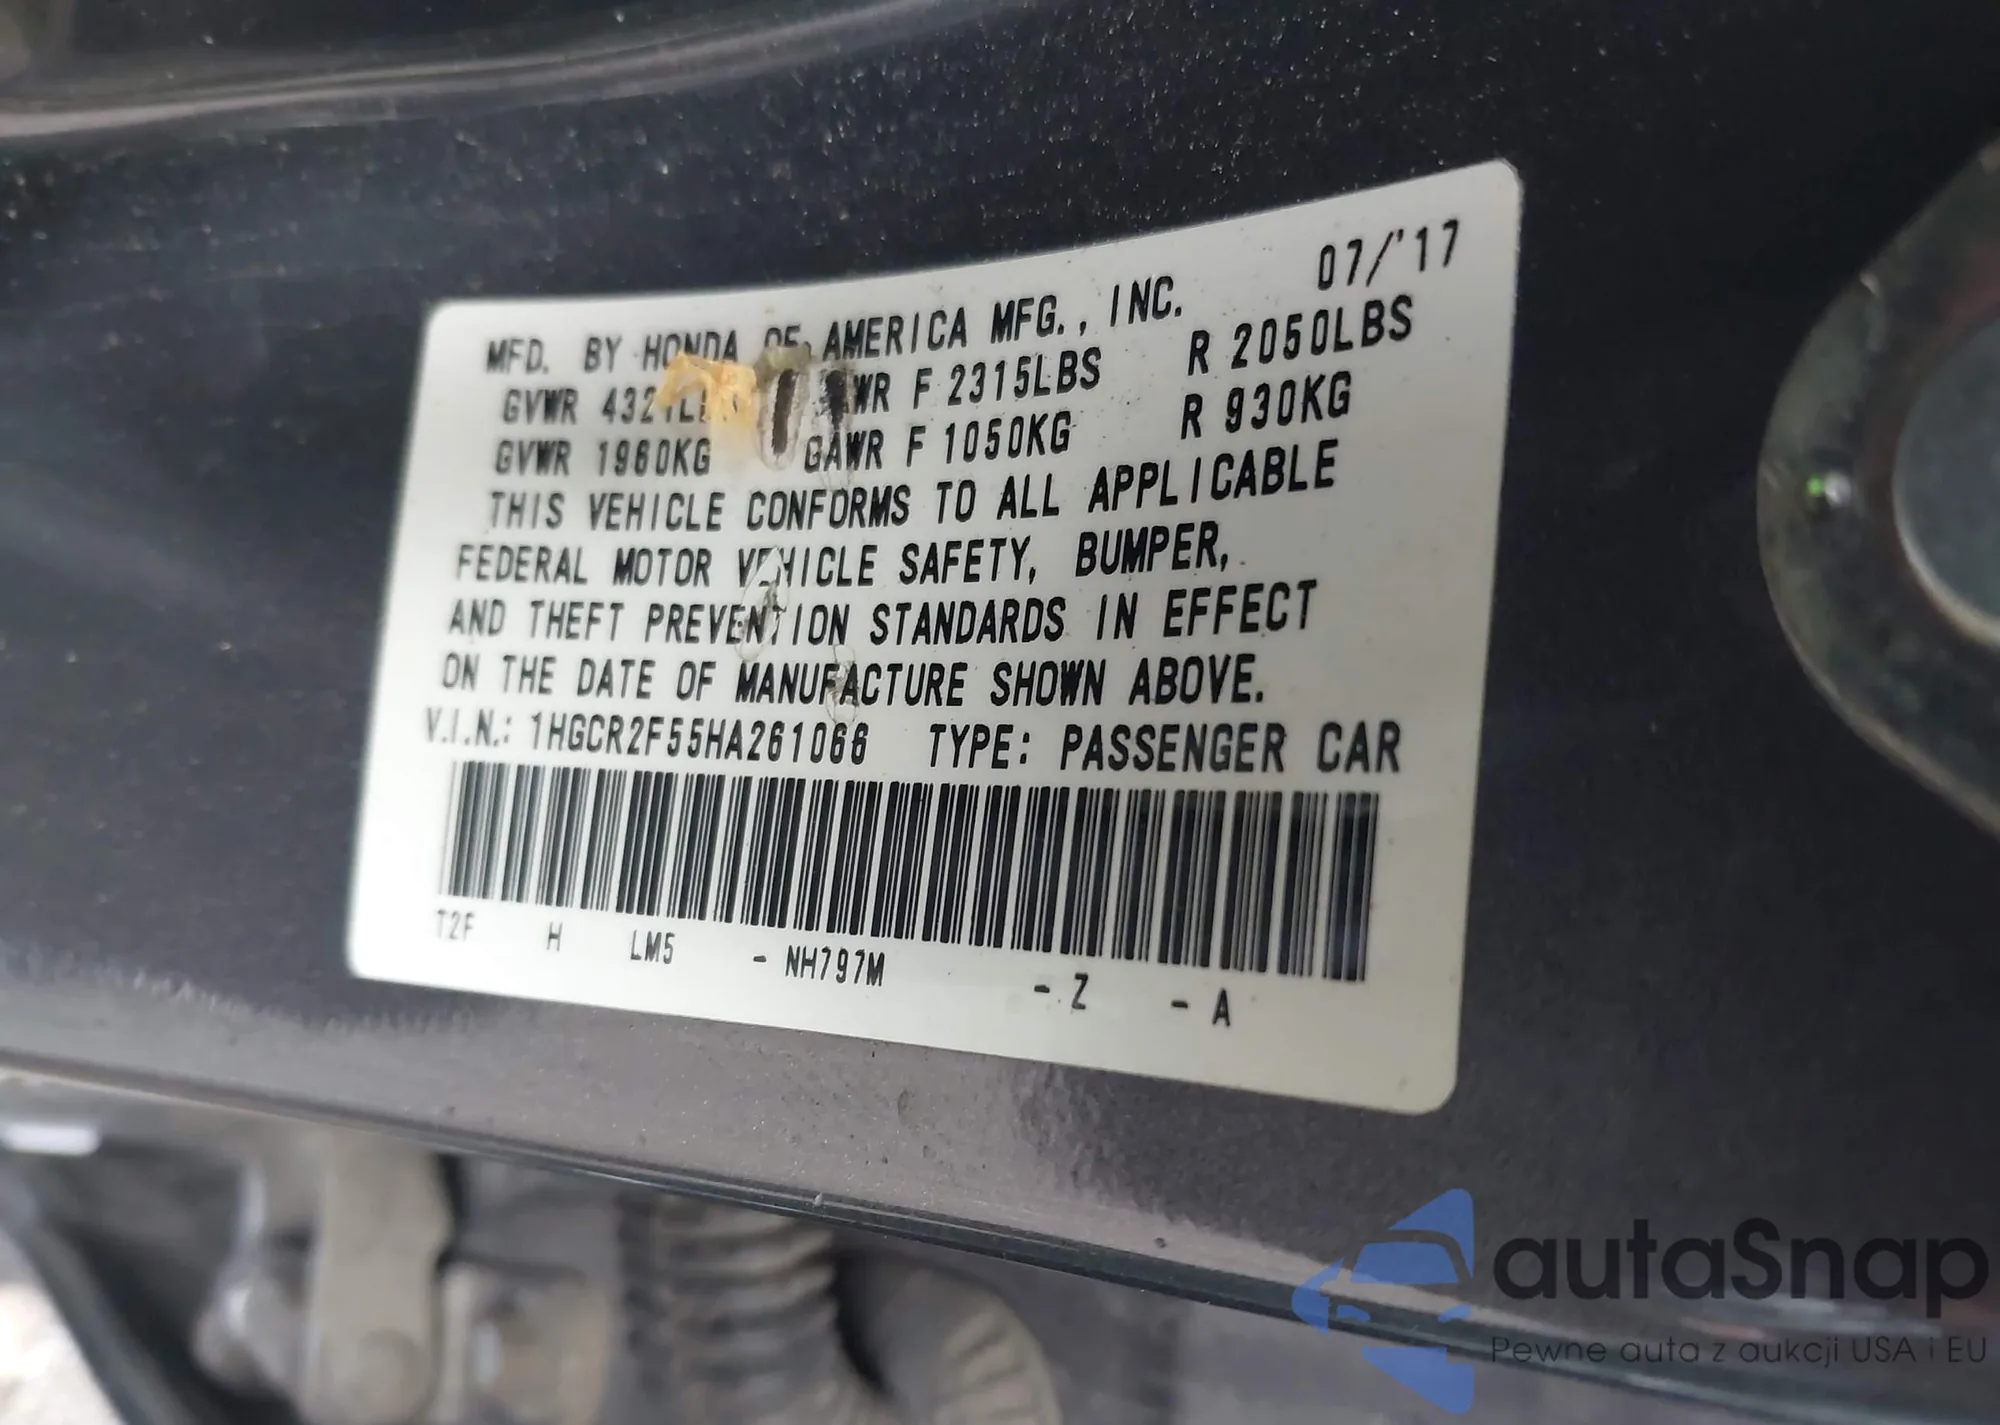 07/'17
MFD. BY HONDA OF AMERICA MFG., INC.
GVWR GAWR F 2315LBS R 2050LBS
GVWR 1960KG GAWR F 1050KG R 930KG
THIS VEHICLE CONFORMS TO ALL APPLICABLE
FEDERAL MOTOR VEHICLE SAFETY, BUMPER,
AND THEFT PREVENTION STANDARDS IN EFFECT
ON THE DATE OF MANUFACTURE SHOWN ABOVE.
V.I.N.: 1HGCR2F55HA261066 TYPE: PASSENGER CAR
T2F H LM5 - NH797M - Z - A
autaSnap
Pewne auta z aukcji USA i EU